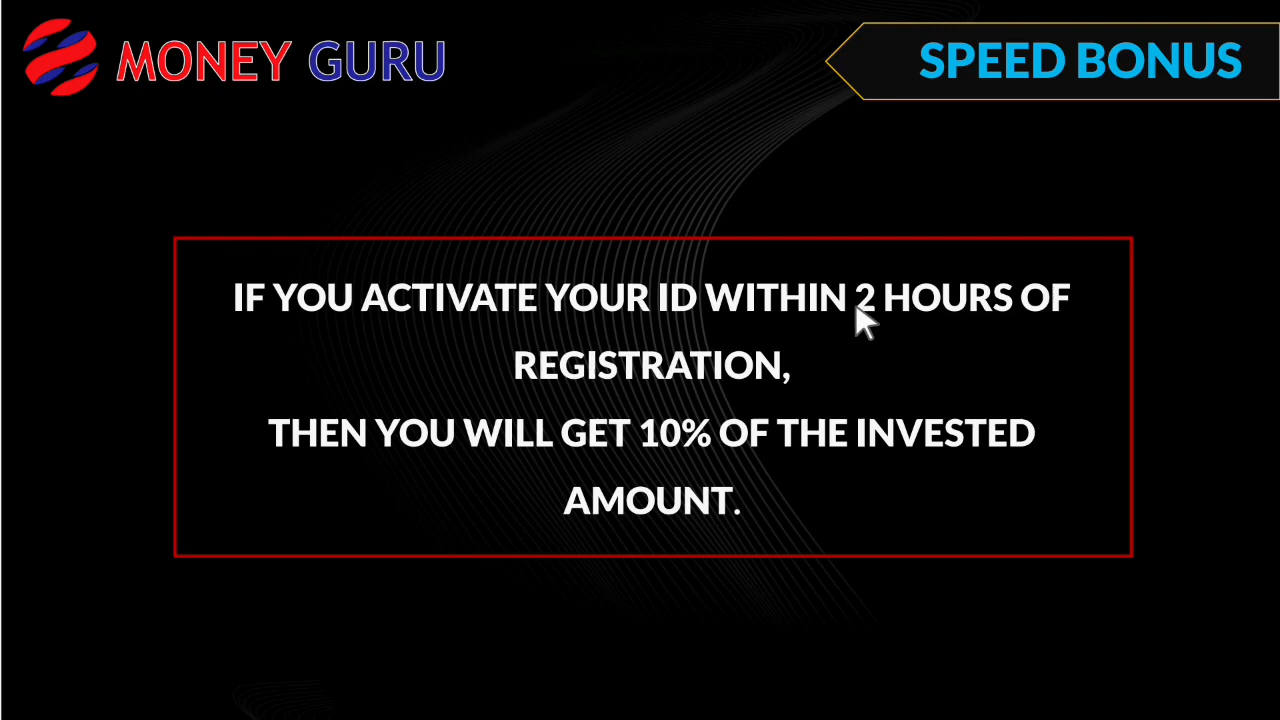 MONEY GURU
SPEED BONUS
IF YOU ACTIVATE YOUR ID WITHIN 2 HOURS OF
REGISTRATION,
THEN YOU WILL GET 10% OF THE INVESTED
AMOUNT.